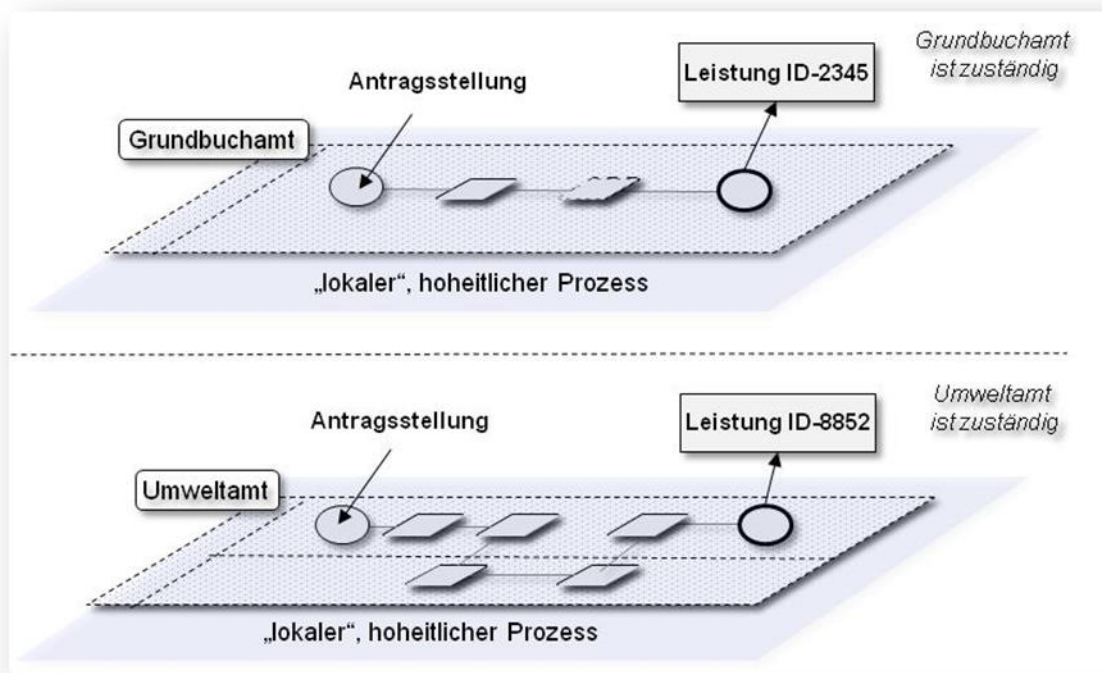 Grundbuchamt
ist zuständig
Leistung ID-2345
Antragsstellung
Grundbuchamt
„lokaler“, hoheitlicher Prozess
Umweltamt
ist zuständig
Leistung ID-8852
Antragsstellung
Umweltamt
„lokaler“, hoheitlicher Prozess